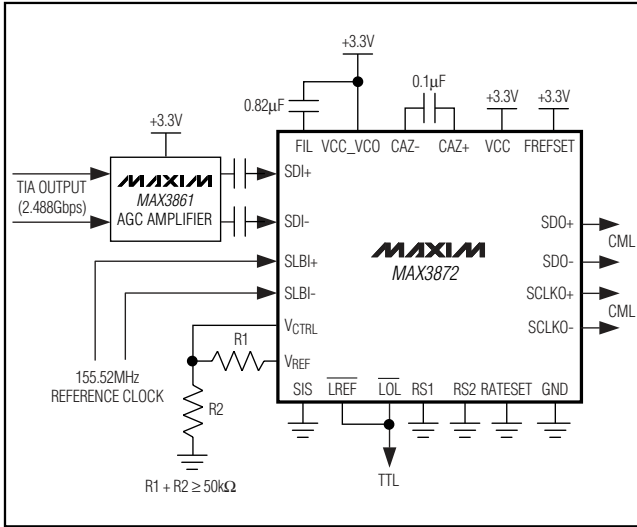 +3.3V
0.1µF
+3.3V
+3.3V
0.82µF
+3.3V
FIL VCC_VCO CAZ- CAZ+ VCC FREFSET
TIA OUTPUT
(2.488Gbps)
MAXIM
MAX3861
AGC AMPLIFIER
SDI+
SDI-
SLBI+
SLBI-
VCTRL
VREF
MAXIM
MAX3872
SDO+
SDO-
CML
SCLKO+
SCLKO-
CML
R1
R2
155.52MHz
REFERENCE CLOCK
SIS LREF LOL RS1 RS2 RATESET GND
TTL
R1 + R2 ≥ 50kΩ